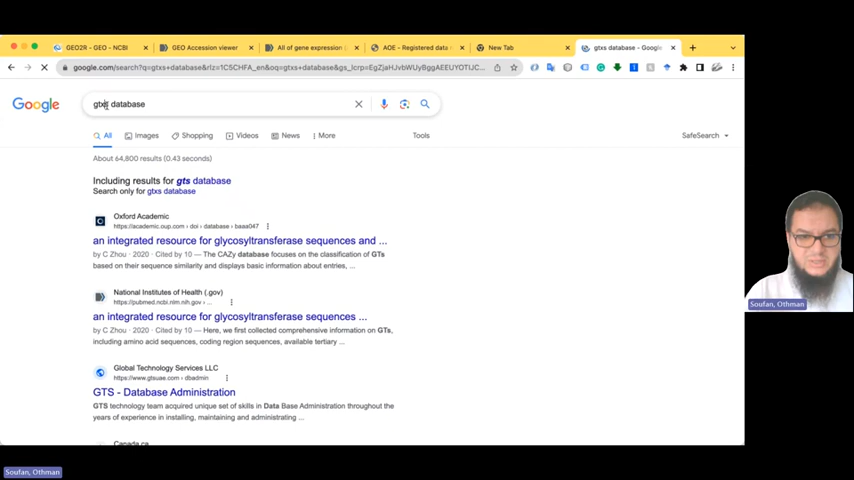 GEO2R - GEO - NCBI
GEO Accession viewer
All of gene expression
AOE - Registered data
New Tab
gtxs database - Google
google.com/search?q=gtxs+database&rlz=1C5CHFA_en&oq=gtxs+database&gs_lcrp=EgZjaHJvbWUyBggAEEUYOTIJC...
Google
gtxs database
All
Images
Shopping
Videos
News
More
Tools
SafeSearch
About 64,800 results (0.43 seconds)
Including results for gts database
Search only for gtxs database
Oxford Academic
https://academic.oup.com › doi › database › baaa047
an integrated resource for glycosyltransferase sequences and ...
by C Zhou · 2020 · Cited by 10 — The CAZy database focuses on the classification of GTs
based on their sequence similarity and displays basic information about entries, ...
National Institutes of Health (.gov)
https://pubmed.ncbi.nlm.nih.gov › ...
an integrated resource for glycosyltransferase sequences ...
by C Zhou · 2020 · Cited by 10 — Here, we first collected comprehensive information on GTs,
including amino acid sequences, coding region sequences, available tertiary ...
Global Technology Services LLC
https://www.gtsuae.com › dbadmin
GTS - Database Administration
GTS technology team acquired unique set of skills in Data Base Administration throughout the
years of experience in installing, maintaining and administrating ...
Canada.ca
Soufan, Othman
Soufan, Othman